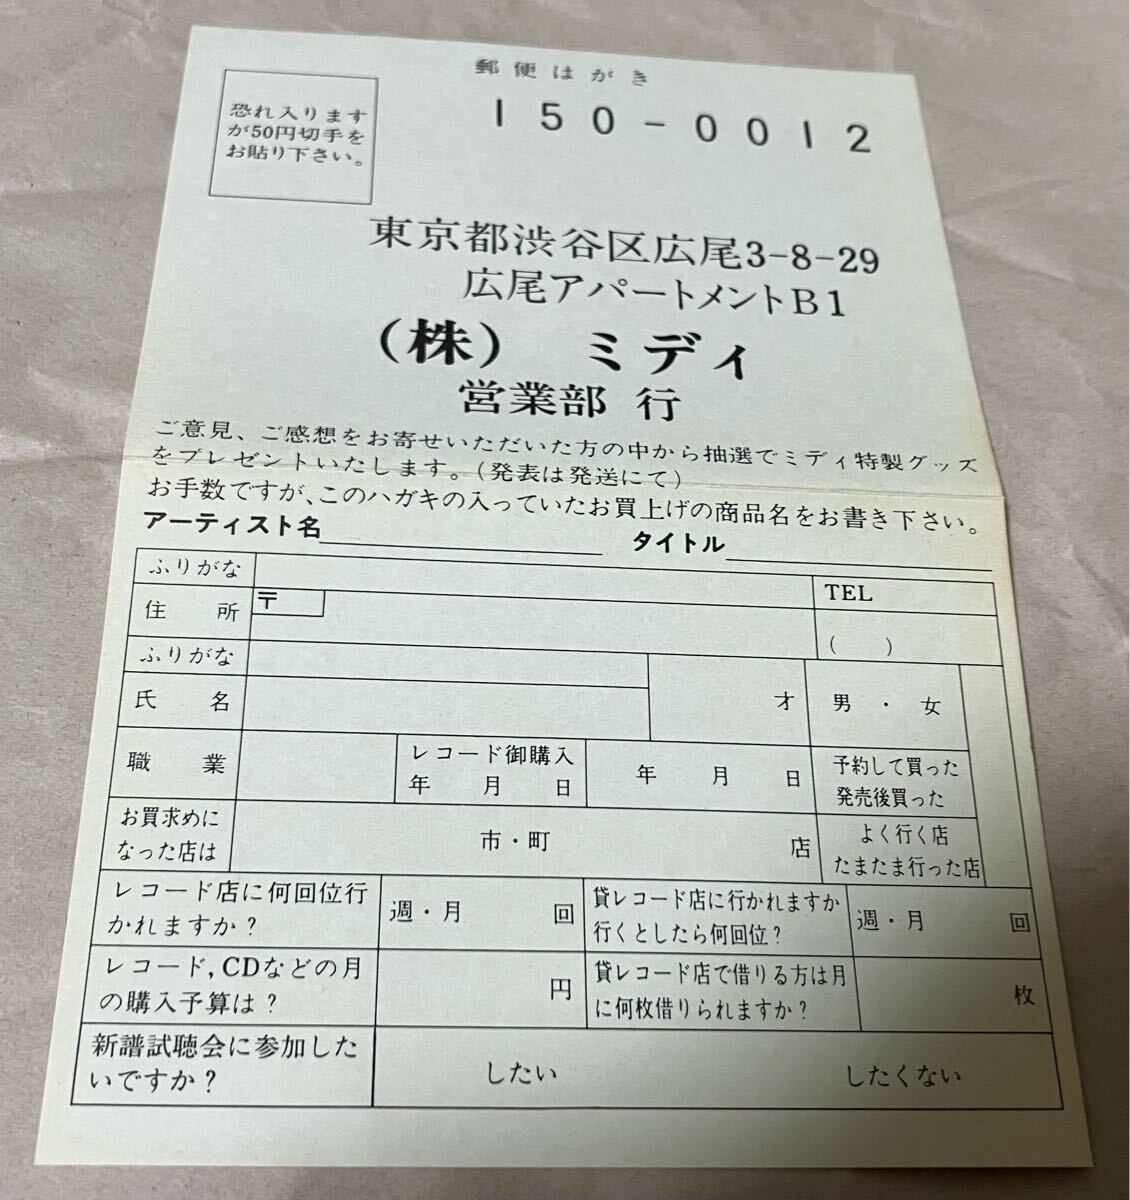 郵便はがき
恐れ入ります
が50円切手を
お貼り下さい。
150-0012
東京都渋谷区広尾3-8-29
広尾アパートメントB1
(株) ミディ
営業部 行
ご意見、ご感想をお寄せいただいた方の中から抽選でミディ特製グッズ
をプレゼントいたします。(発表は発送にて)
お手数ですが、このハガキの入っていたお買上げの商品名をお書き下さい。
アーティスト名 タイトル
ふりがな
住所 〒
TEL
( )
ふりがな
氏名
才
男・女
職業
レコード御購入
年 月 日
年 月 日
予約して買った
発売後買った
お買求めに
なった店は
市・町 店
よく行く店
たまたま行った店
レコード店に何回位行
かれますか?
週・月 回
貸レコード店に行かれますか
行くとしたら何回位?
週・月 回
レコード,CDなどの月
の購入予算は?
円
貸レコード店で借りる方は月
に何枚借りられますか?
枚
新譜試聴会に参加した
いですか?
したい したくない